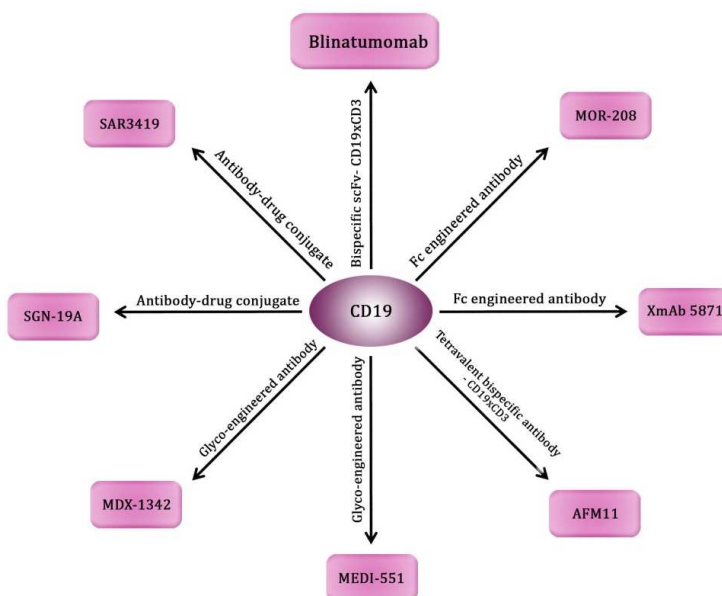 Blinatumomab
SAR3419
MOR-208
Antibody-drug conjugate
Bispecific scFv- CD19xCD3
Fc engineered antibody
SGN-19A
Antibody-drug conjugate
CD19
Fc engineered antibody
XmAb 5871
Glyco-engineered antibody
Glyco-engineered antibody
Tetravalent bispecific antibody
- CD19xCD3
MDX-1342
AFM11
MEDI-551